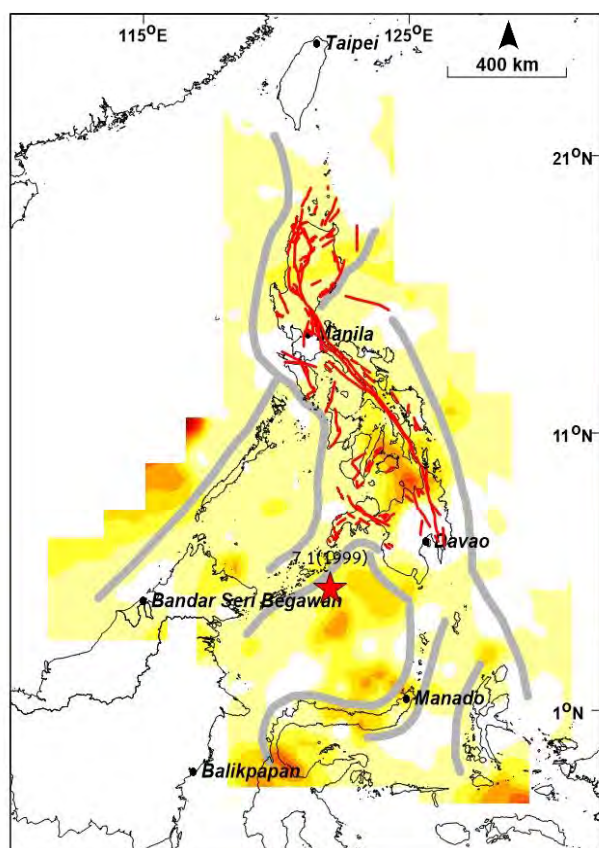 115°E
125°E
Taipei
400 km
21°N
Manila
11°N
Davao
7.1(1999)
Bandar Seri Begawan
Manado
1°N
Balikpapan